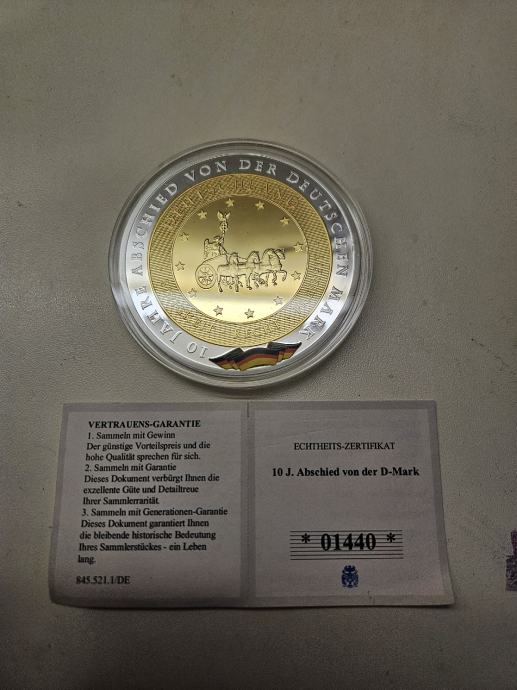 10 JAHRE ABSCHIED VON DER DEUTSCHEN MARK
VERTRAUENS-GARANTIE
1. Sammeln mit Gewinn
Der günstige Vorteilspreis und die
hohe Qualität sprechen für sich.
2. Sammeln mit Garantie
Dieses Dokument verbürgt Ihnen die
exzellente Güte und Detailtreue
Ihrer Sammlerrarität.
3. Sammeln mit Generationen-Garantie
Dieses Dokument garantiert Ihnen
die bleibende historische Bedeutung
Ihres Sammlerstückes - ein Leben
lang.
845.521.1/DE
ECHTHEITS-ZERTIFIKAT
10 J. Abschied von der D-Mark
* 01440 *